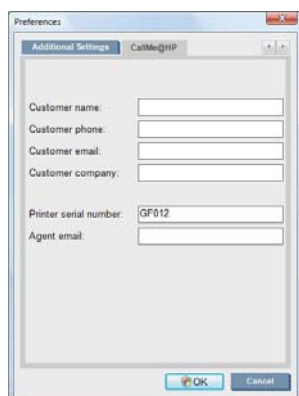 Preferences
Additional Settings CallMe@HP
Customer name:
Customer phone:
Customer email:
Customer company:
Printer serial number: GF012
Agent email:
OK Cancel